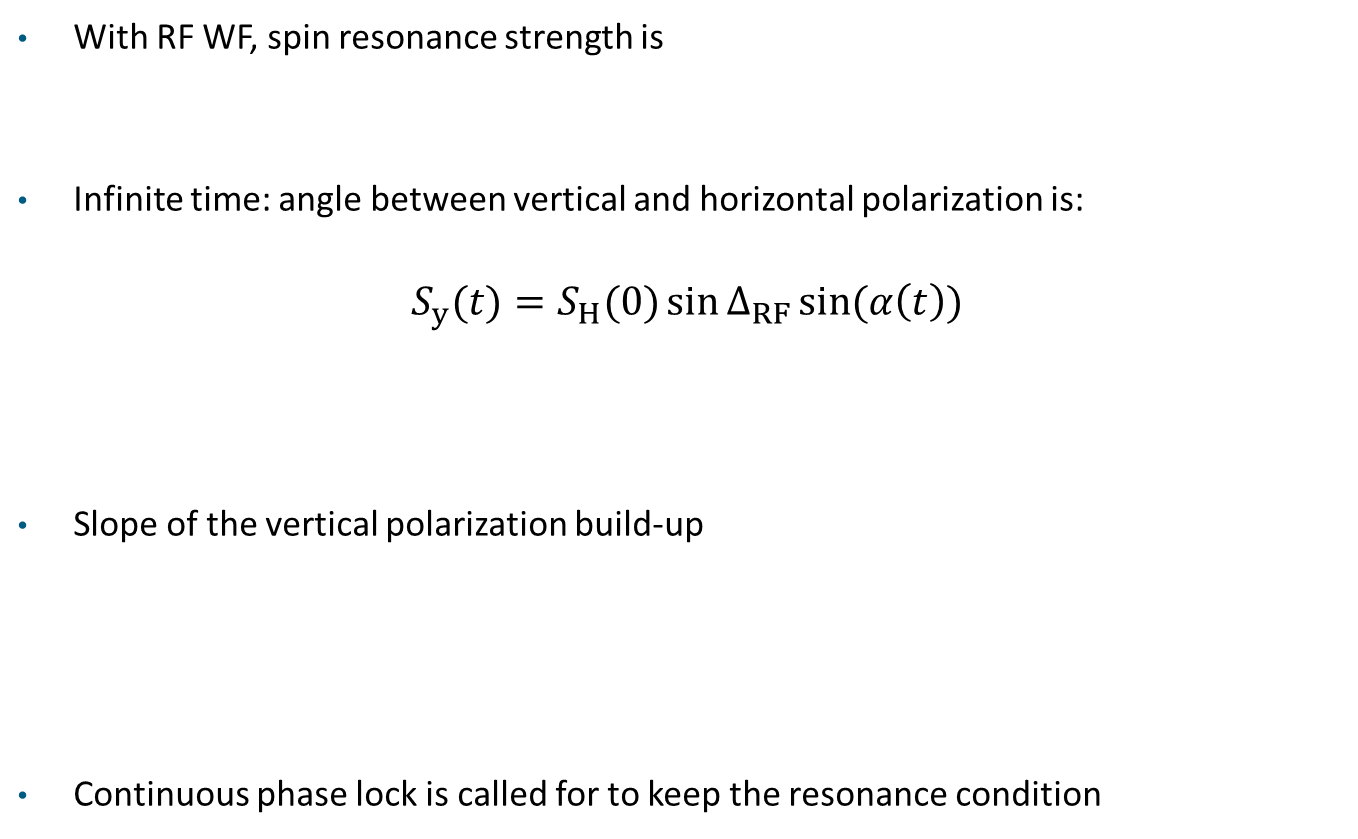 • With RF WF, spin resonance strength is
• Infinite time: angle between vertical and horizontal polarization is:
S_y(t) = S_H(0) sin Δ_RF sin(α(t))
• Slope of the vertical polarization build-up
• Continuous phase lock is called for to keep the resonance condition